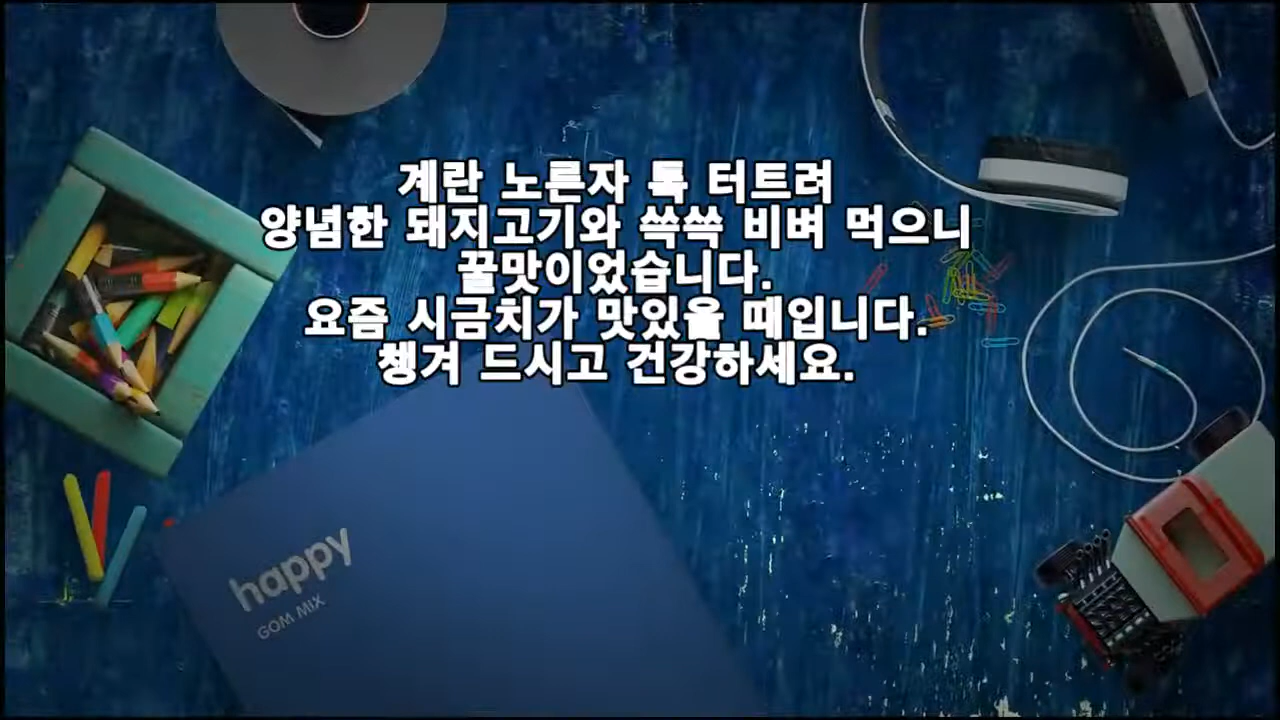 계란 노른자 톡 터트려
양념한 돼지고기와 쓱쓱 비벼 먹으니
꿀맛이었습니다.
요즘 시금치가 맛있을 때입니다.
챙겨 드시고 건강하세요.
happy
GOM MIX